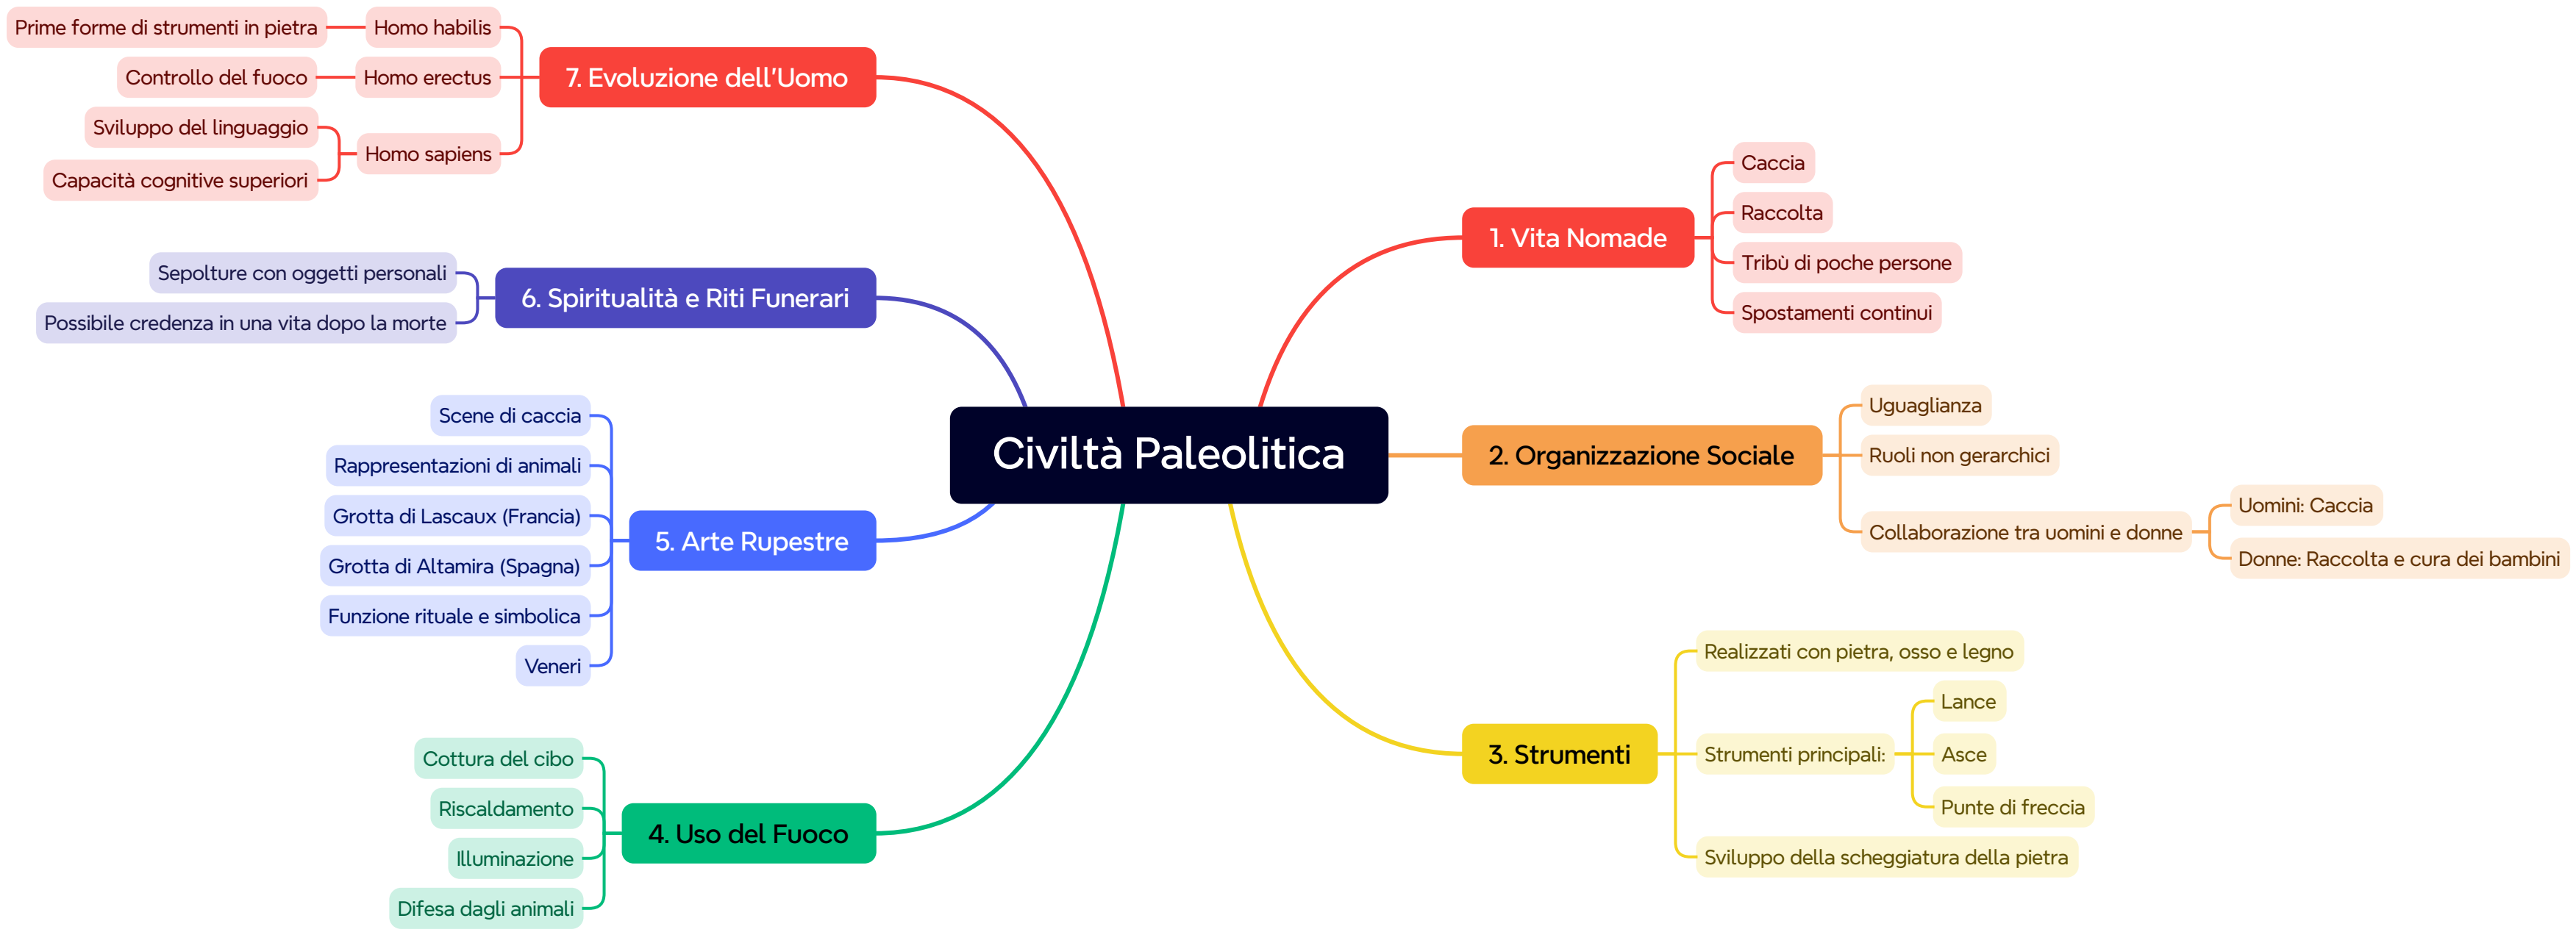 Civiltà Paleolitica
1. Vita Nomade
Caccia
Raccolta
Tribù di poche persone
Spostamenti continui
2. Organizzazione Sociale
Uguaglianza
Ruoli non gerarchici
Collaborazione tra uomini e donne
Uomini: Caccia
Donne: Raccolta e cura dei bambini
3. Strumenti
Realizzati con pietra, osso e legno
Strumenti principali:
Lance
Asce
Punte di freccia
Sviluppo della scheggiatura della pietra
4. Uso del Fuoco
Cottura del cibo
Riscaldamento
Illuminazione
Difesa dagli animali
5. Arte Rupestre
Scene di caccia
Rappresentazioni di animali
Grotta di Lascaux (Francia)
Grotta di Altamira (Spagna)
Funzione rituale e simbolica
Veneri
6. Spiritualità e Riti Funerari
Sepolture con oggetti personali
Possibile credenza in una vita dopo la morte
7. Evoluzione dell'Uomo
Homo habilis
Prime forme di strumenti in pietra
Homo erectus
Controllo del fuoco
Homo sapiens
Sviluppo del linguaggio
Capacità cognitive superiori